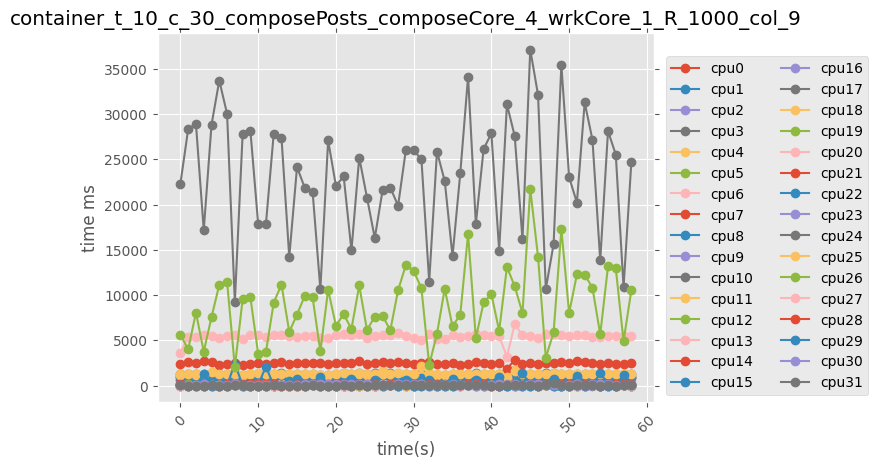 container_t_10_c_30_composePosts_composeCore_4_wrkCore_1_R_1000_col_9
35000
30000
25000
20000
15000
10000
5000
0
time ms
0
10
20
30
40
50
60
time(s)
cpu0
cpu1
cpu2
cpu3
cpu4
cpu5
cpu6
cpu7
cpu8
cpu9
cpu10
cpu11
cpu12
cpu13
cpu14
cpu15
cpu16
cpu17
cpu18
cpu19
cpu20
cpu21
cpu22
cpu23
cpu24
cpu25
cpu26
cpu27
cpu28
cpu29
cpu30
cpu31